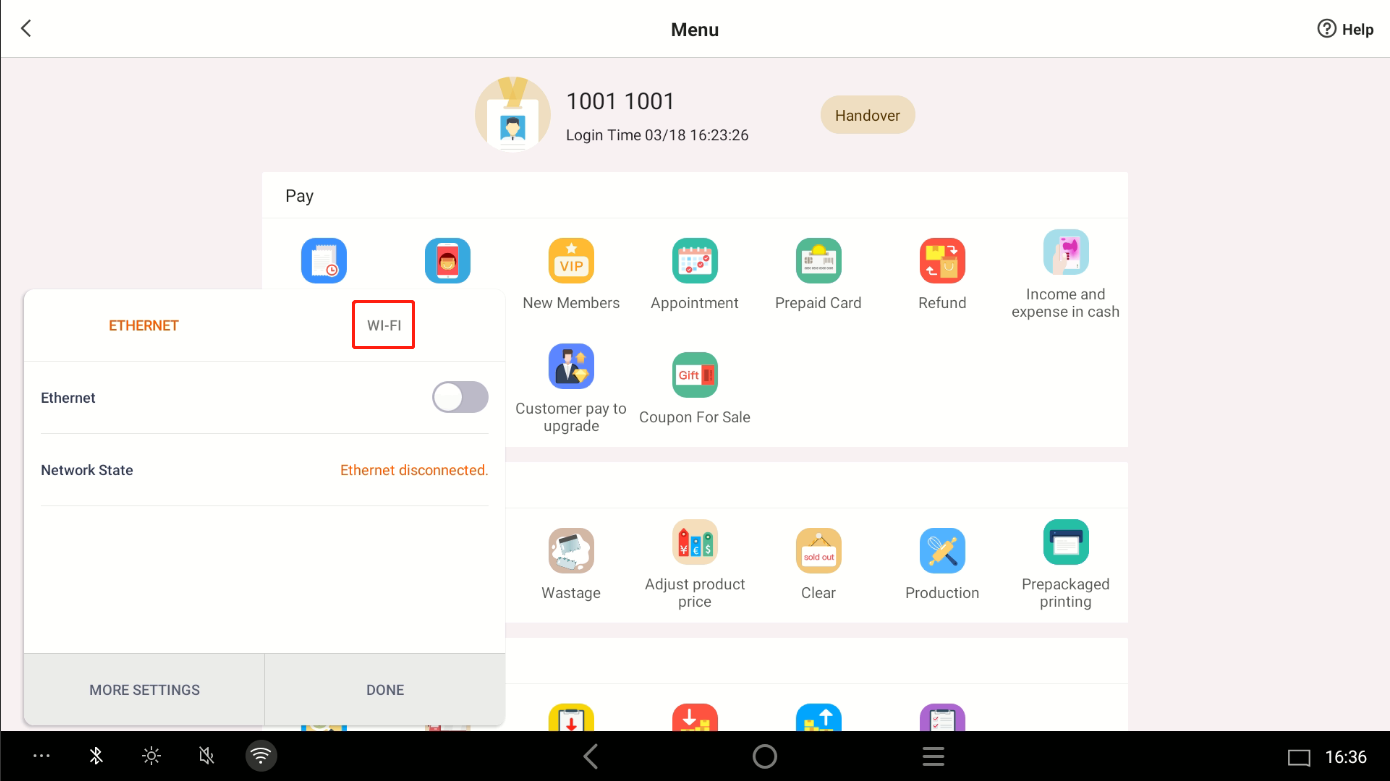 Menu
Help
1001 1001
Login Time 03/18 16:23:26
Handover
Pay
VIP
New Members
Appointment
Prepaid Card
Refund
Income and
expense in cash
ETHERNET
WI-FI
Gift
Customer pay to
upgrade
Coupon For Sale
Ethernet
Network State
Ethernet disconnected.
¥ € $
sold out
Wastage
Adjust product
price
Clear
Production
Prepackaged
printing
MORE SETTINGS
DONE
16:36